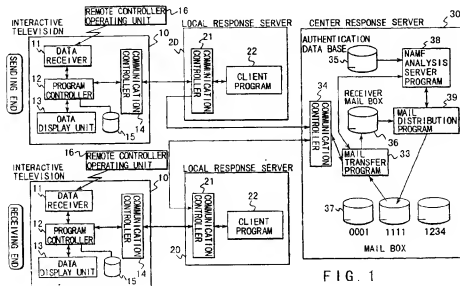 INTERACTIVE
TELEVISION
REMOTE CONTROLLER
OPERATING UNIT
16
10
SENDING END
11
DATA
RECEIVER
12
PROGRAM
CONTROLLER
13
DATA
DISPLAY UNIT
15
COMMUNICATION
CONTROLLER
14
LOCAL RESPONSE SERVER
20
21
COMMUNICATION
CONTROLLER
22
CLIENT
PROGRAM
CENTER RESPONSE SERVER
30
AUTHENTICATION
DATA BASE
35
38
NAME
ANALYSIS
SERVER
PROGRAM
RECEIVER
MAIL BOX
36
39
MAIL
DISTRIBUTION
PROGRAM
34
COMMUNICATION
CONTROLLER
MAIL
TRANSFER
PROGRAM
33
37
0001
1111
1234
MAIL BOX
INTERACTIVE
TELEVISION
16
REMOTE CONTROLLER
OPERATING UNIT
10
RECEIVING END
11
DATA
RECEIVER
12
PROGRAM
CONTROLLER
13
DATA
DISPLAY UNIT
15
COMMUNICATION
CONTROLLER
14
LOCAL RESPONSE SERVER
20
21
COMMUNICATION
CONTROLLER
22
CLIENT
PROGRAM
FIG. 1